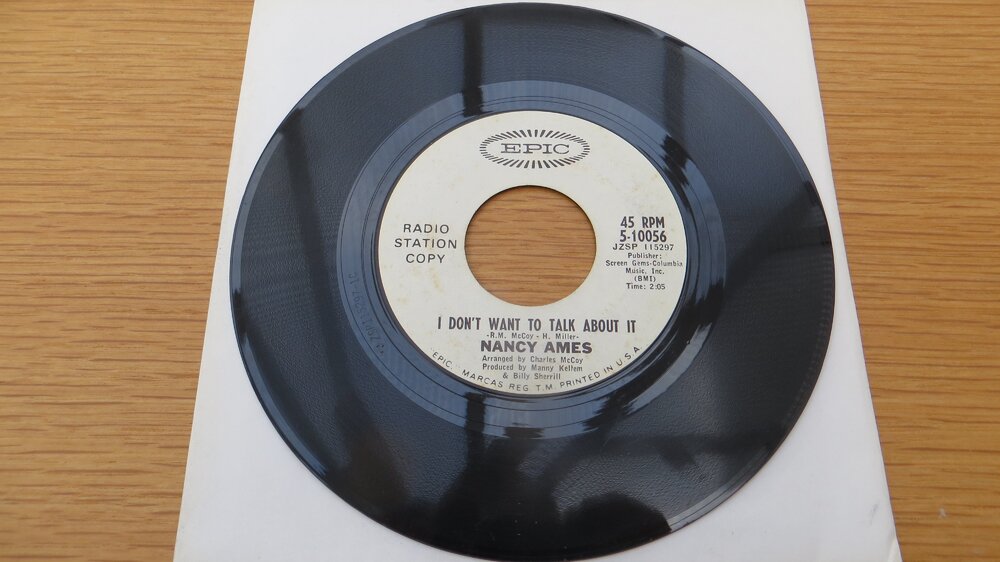 EPIC
RADIO
STATION
COPY
45 RPM
5-10056
JZSP 115297
Publisher:
Screen Gems-Columbia
Music, Inc.
(BMI)
Time: 2:05
I DON'T WANT TO TALK ABOUT IT
-R.M. McCoy - H. Miller-
NANCY AMES
Arranged by Charles McCoy
Produced by Manny Kellem
& Billy Sherrill
"EPIC," MARCAS REG. T.M. PRINTED IN U.S.A.